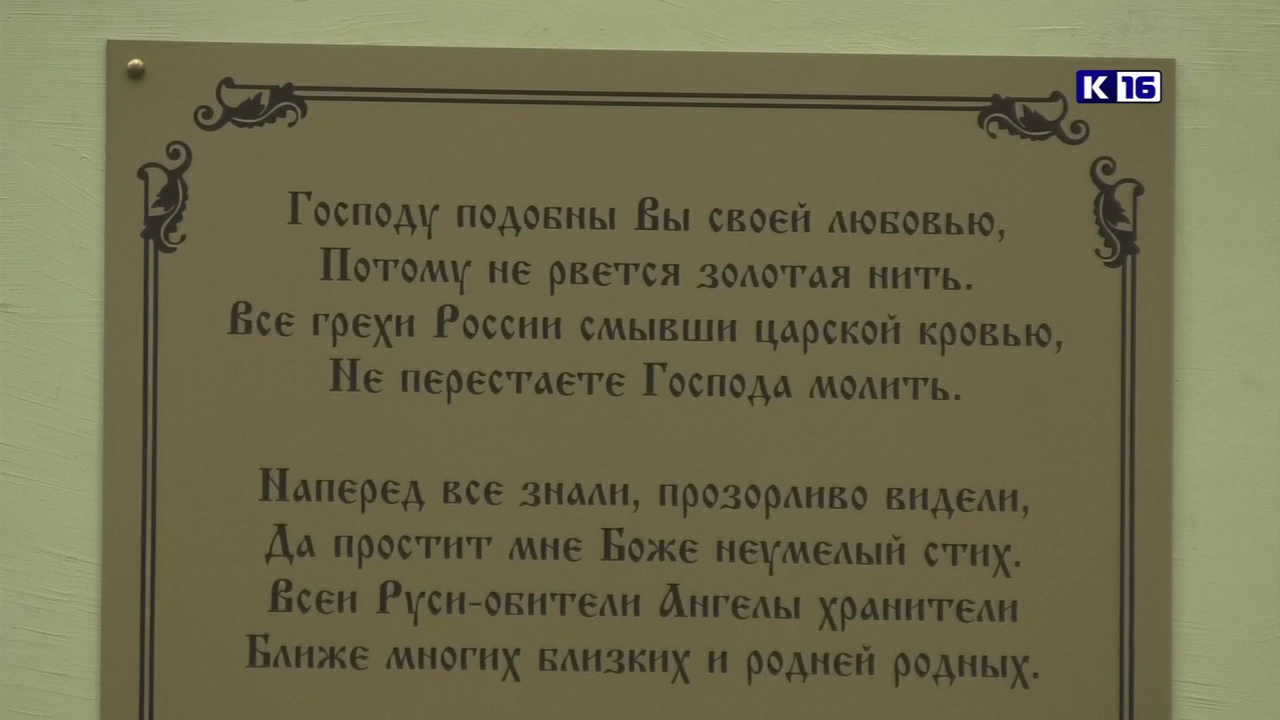 К 16
Господу подобны Вы своей любовью,
Потому не рвется золотая нить.
Все грехи России смывши царской кровью,
Не перестаете Господа молить.
Наперед все знали, прозорливо видели,
Да простит мне Боже неумелый стих.
Всеи Руси-обители Ангелы хранители
Ближе многих близких и родней родных.